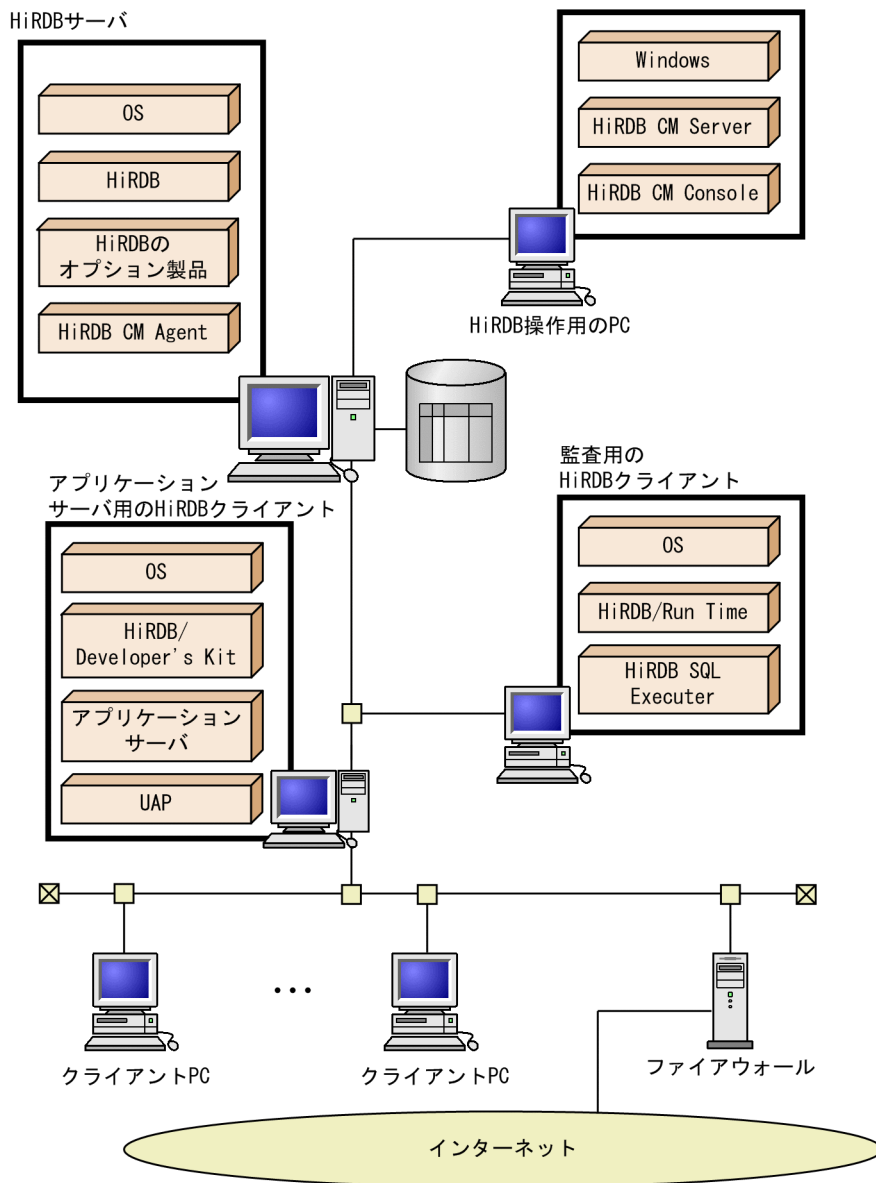 HiRDBサーバ
OS
HiRDB
HiRDBの
オプション製品
HiRDB CM Agent
Windows
HiRDB CM Server
HiRDB CM Console
HiRDB操作用のPC
アプリケーション
サーバ用のHiRDBクライアント
OS
HiRDB/
Developer's Kit
アプリケーション
サーバ
UAP
監査用の
HiRDBクライアント
OS
HiRDB/Run Time
HiRDB SQL
Executer
...
クライアントPC
クライアントPC
ファイアウォール
インターネット